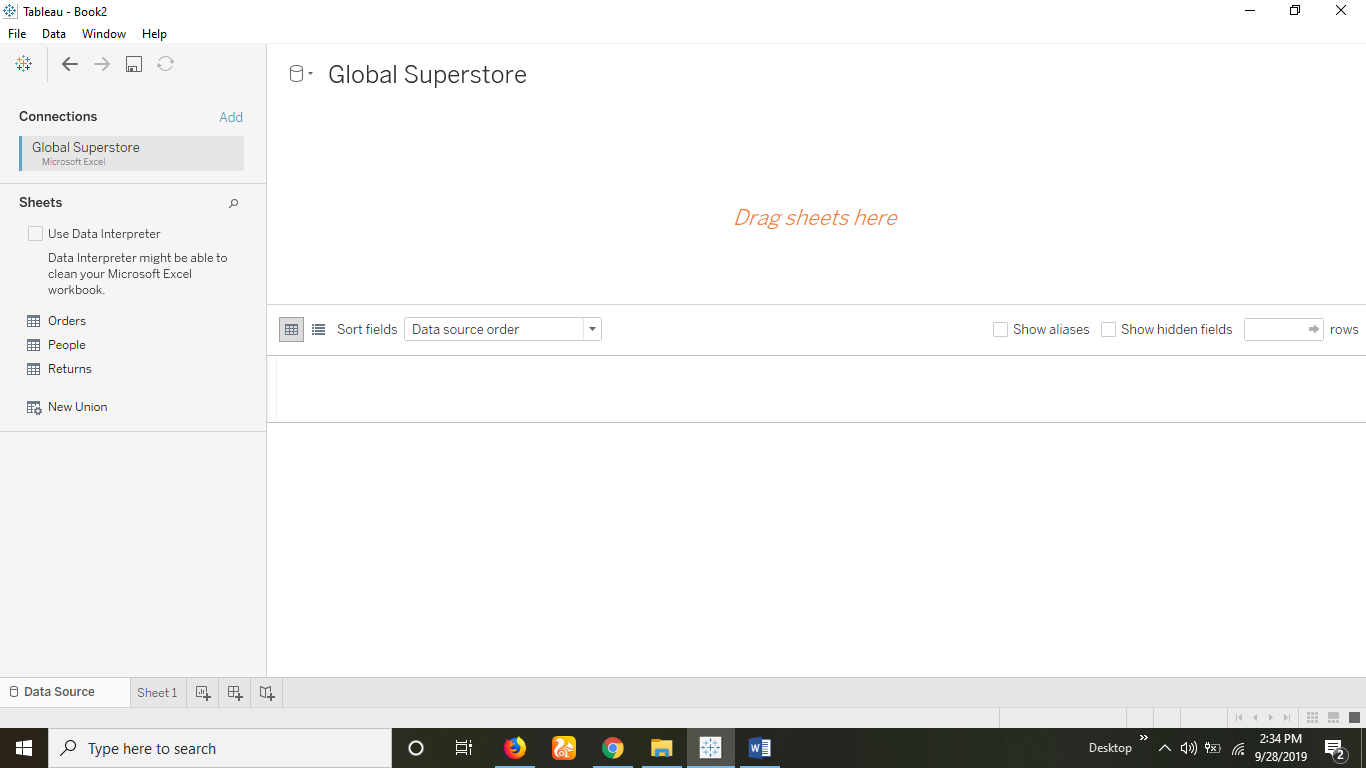 Tableau - Book2
File Data Window Help
Global Superstore
Connections Add
Global Superstore
Microsoft Excel
Sheets
Use Data Interpreter
Data Interpreter might be able to
clean your Microsoft Excel
workbook.
Orders
People
Returns
New Union
Drag sheets here
Sort fields Data source order Show aliases Show hidden fields rows
Data Source Sheet 1
Type here to search
Desktop
2:34 PM
9/28/2019
2